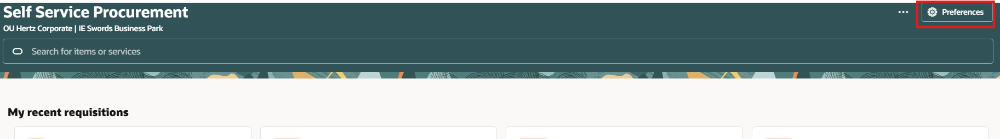 Self Service Procurement
Preferences
OU Hertz Corporate | IE Swords Business Park
Search for items or services
My recent requisitions